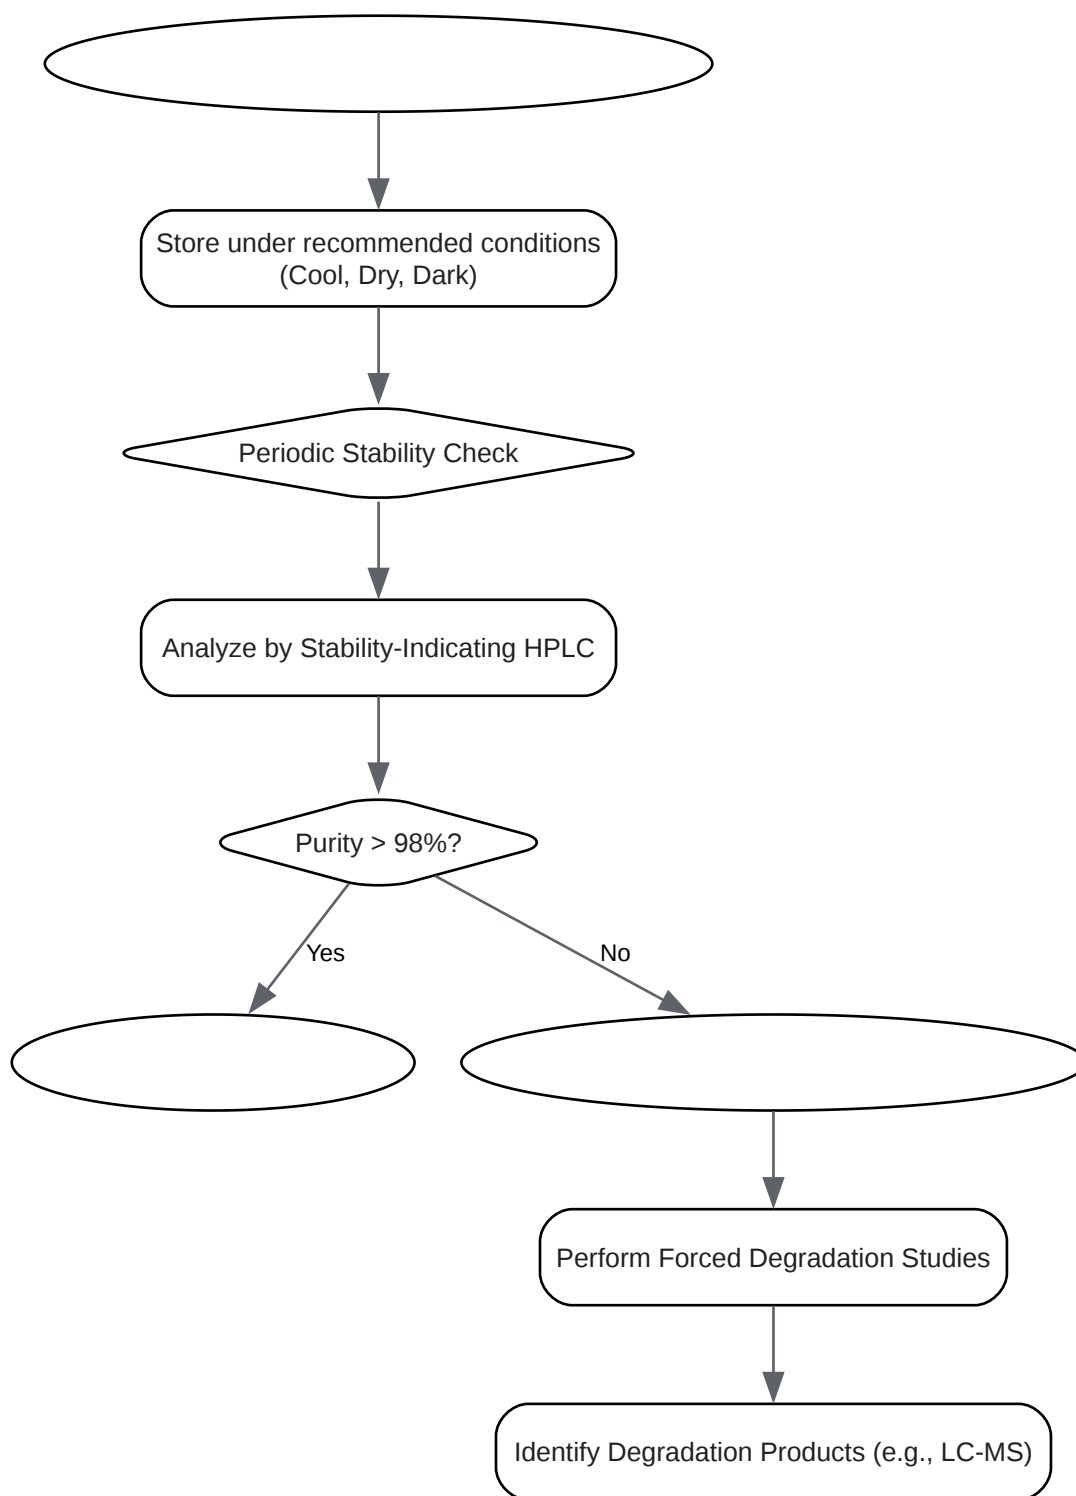 Store under recommended conditions
(Cool, Dry, Dark)
Periodic Stability Check
Analyze by Stability-Indicating HPLC
Purity > 98%?
Yes
No
Perform Forced Degradation Studies
Identify Degradation Products (e.g., LC-MS)